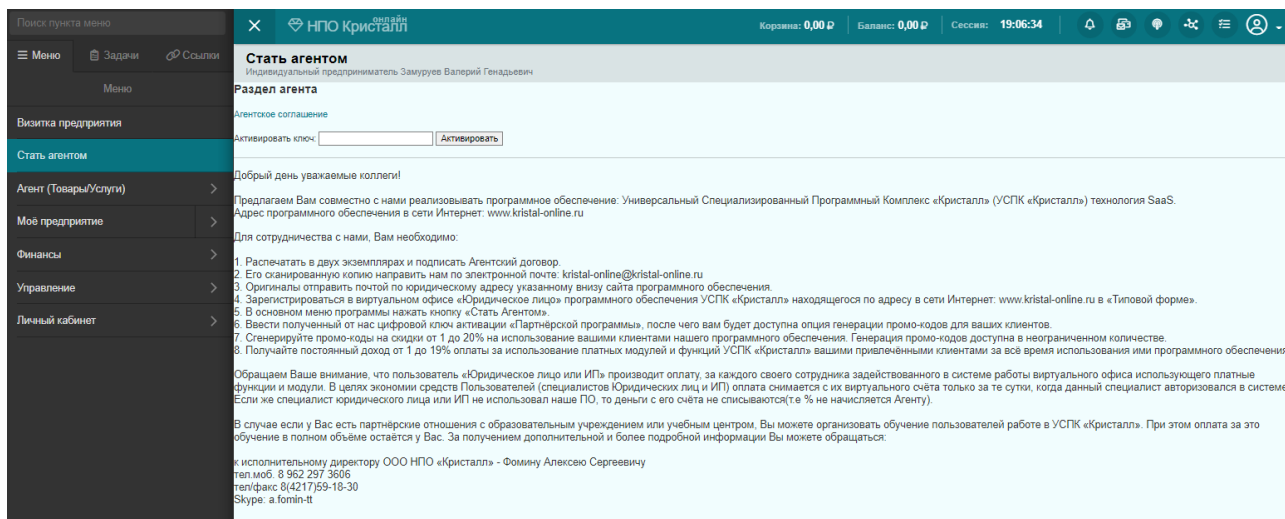 Поиск пункта меню
НПО Кристалл онлайн
Корзина: 0,00 ₽
Баланс: 0,00 ₽
Сессия: 19:06:34
Меню
Задачи
Ссылки
Меню
Визитка предприятия
Стать агентом
Агент (Товары/Услуги)
Моё предприятие
Финансы
Управление
Личный кабинет
Стать агентом
Индивидуальный предприниматель Замуруев Валерий Генадьевич
Раздел агента
Агентское соглашение
Активировать ключ:
Активировать
Добрый день уважаемые коллеги!
Предлагаем Вам совместно с нами реализовывать программное обеспечение: Универсальный Специализированный Программный Комплекс «Кристалл» (УСПК «Кристалл») технология SaaS.
Адрес программного обеспечения в сети Интернет: www.kristal-online.ru
Для сотрудничества с нами, Вам необходимо:
1. Распечатать в двух экземплярах и подписать Агентский договор.
2. Его сканированную копию направить нам по электронной почте: kristal-online@kristal-online.ru
3. Оригиналы отправить почтой по юридическому адресу указанному внизу сайта программного обеспечения.
4. Зарегистрироваться в виртуальном офисе «Юридическое лицо» программного обеспечения УСПК «Кристалл» находящегося по адресу в сети Интернет: www.kristal-online.ru в «Типовой форме».
5. В основном меню программы нажать кнопку «Стать Агентом».
6. Ввести полученный от нас цифровой ключ активации «Партнёрской программы», после чего вам будет доступна опция генерации промо-кодов для ваших клиентов.
7. Сгенерируйте промо-коды на скидки от 1 до 20% на использование вашими клиентами нашего программного обеспечения. Генерация промо-кодов доступна в неограниченном количестве.
8. Получайте постоянный доход от 1 до 19% оплаты за использование платных модулей и функций УСПК «Кристалл» вашими привлечёнными клиентами за всё время использования ими программного обеспечения
Обращаем Ваше внимание, что пользователь «Юридическое лицо или ИП» производит оплату, за каждого своего сотрудника задействованного в системе работы виртуального офиса использующего платные
функции и модули. В целях экономии средств Пользователей (специалистов Юридических лиц и ИП) оплата снимается с их виртуального счёта только за те сутки, когда данный специалист авторизовался в системе
Если же специалист юридического лица или ИП не использовал наше ПО, то деньги с его счёта не списываются(т.е % не начисляется Агенту).
В случае если у Вас есть партнёрские отношения с образовательным учреждением или учебным центром, Вы можете организовать обучение пользователей работе в УСПК «Кристалл». При этом оплата за это
обучение в полном объёме остаётся у Вас. За получением дополнительной и более подробной информации Вы можете обращаться:
к исполнительному директору ООО НПО «Кристалл» - Фомину Алексею Сергеевичу
тел.моб. 8 962 297 3606
тел/факс 8(4217)59-18-30
Skype: a.fomin-tt